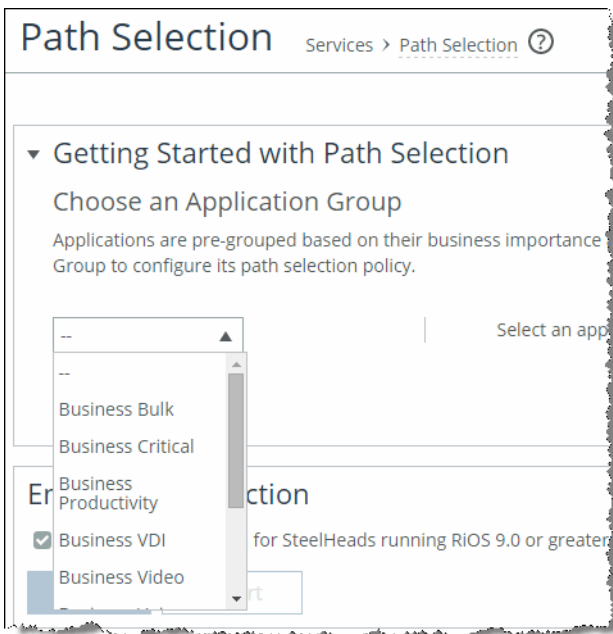 Path Selection Services > Path Selection ?
Getting Started with Path Selection
Choose an Application Group
Applications are pre-grouped based on their business importance
Group to configure its path selection policy.
--
Select an app
--
Business Bulk
Business Critical
Business
Productivity
Business VDI
Business Video
for SteelHeads running RiOS 9.0 or greater